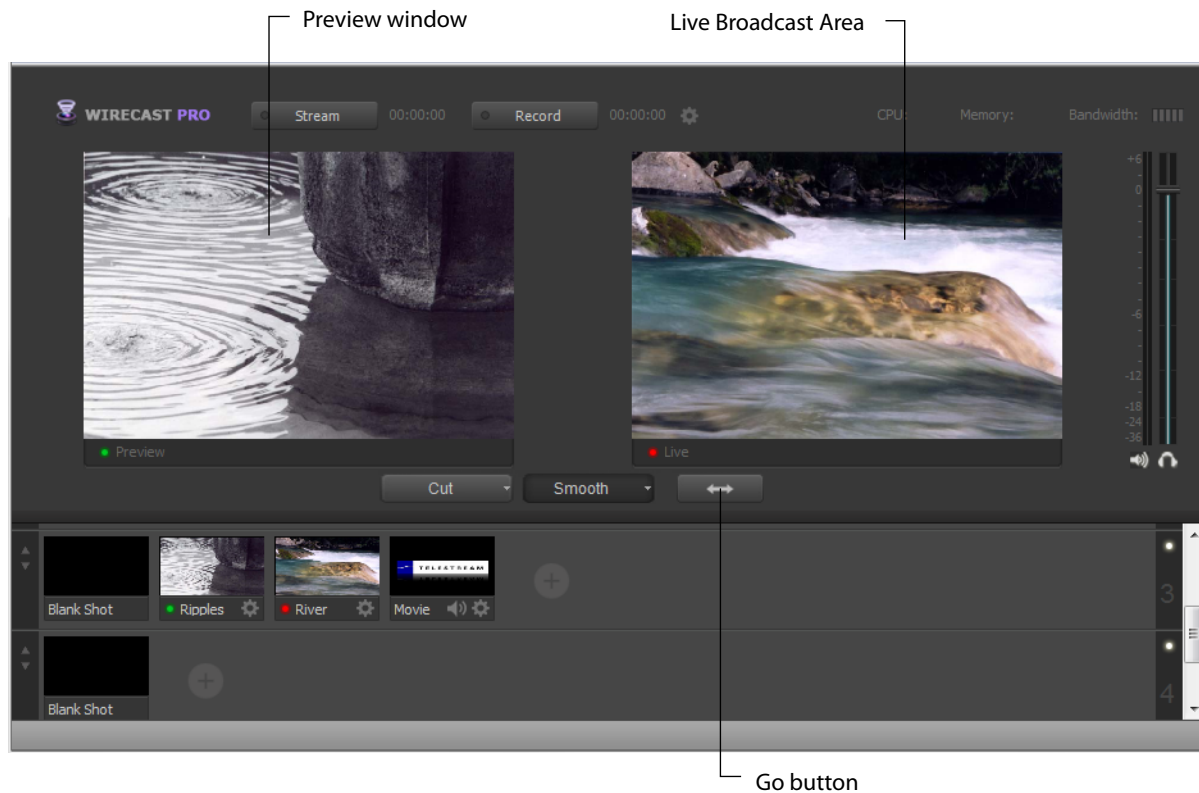 Preview window
Live Broadcast Area
WIRECAST PRO
Stream
00:00:00
Record
00:00:00
CPU:
Memory:
Bandwidth:
+6
0
-6
-12
-18
-24
-36
Preview
Live
Cut
Smooth
TELESTREAM
Blank Shot
Ripples
River
Movie
3
Blank Shot
4
Go button